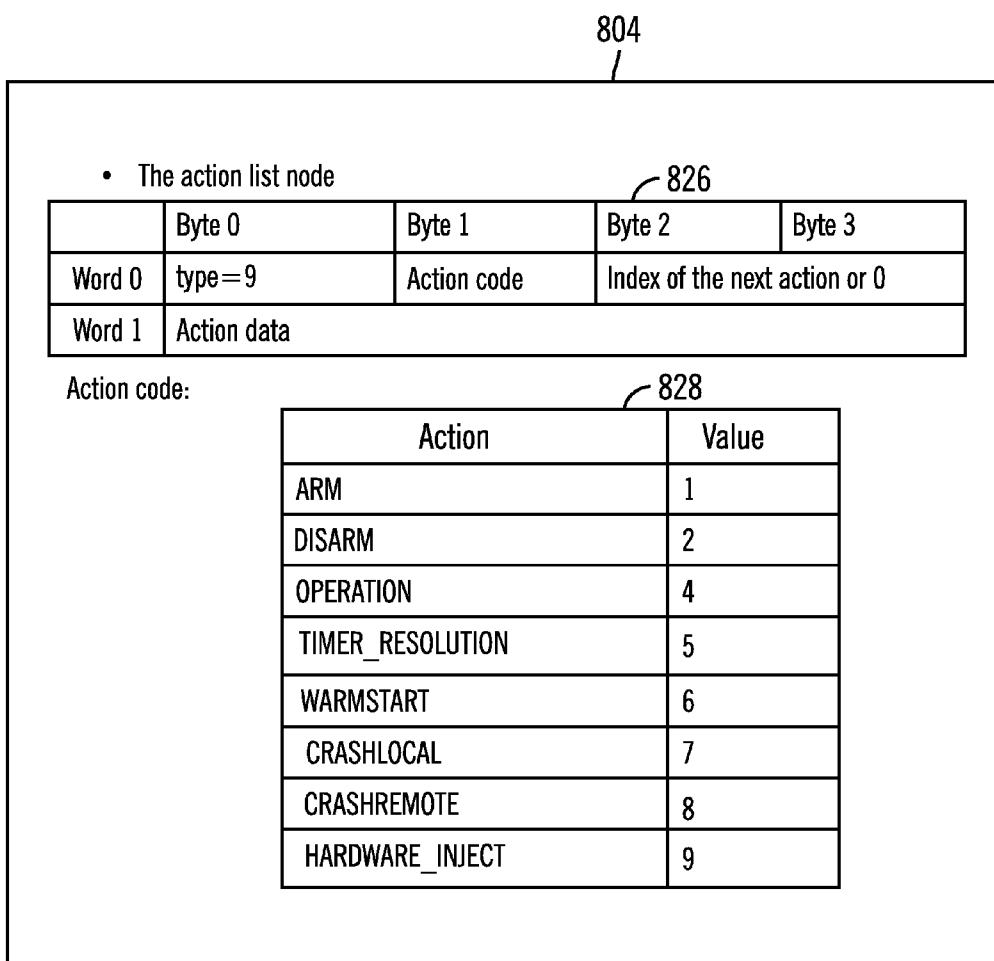 804
• The action list node
826
Byte 0 Byte 1 Byte 2 Byte 3
Word 0 type=9 Action code Index of the next action or 0
Word 1 Action data
Action code:
828
Action Value
ARM 1
DISARM 2
OPERATION 4
TIMER_RESOLUTION 5
WARMSTART 6
CRASHLOCAL 7
CRASHREMOTE 8
HARDWARE_INJECT 9